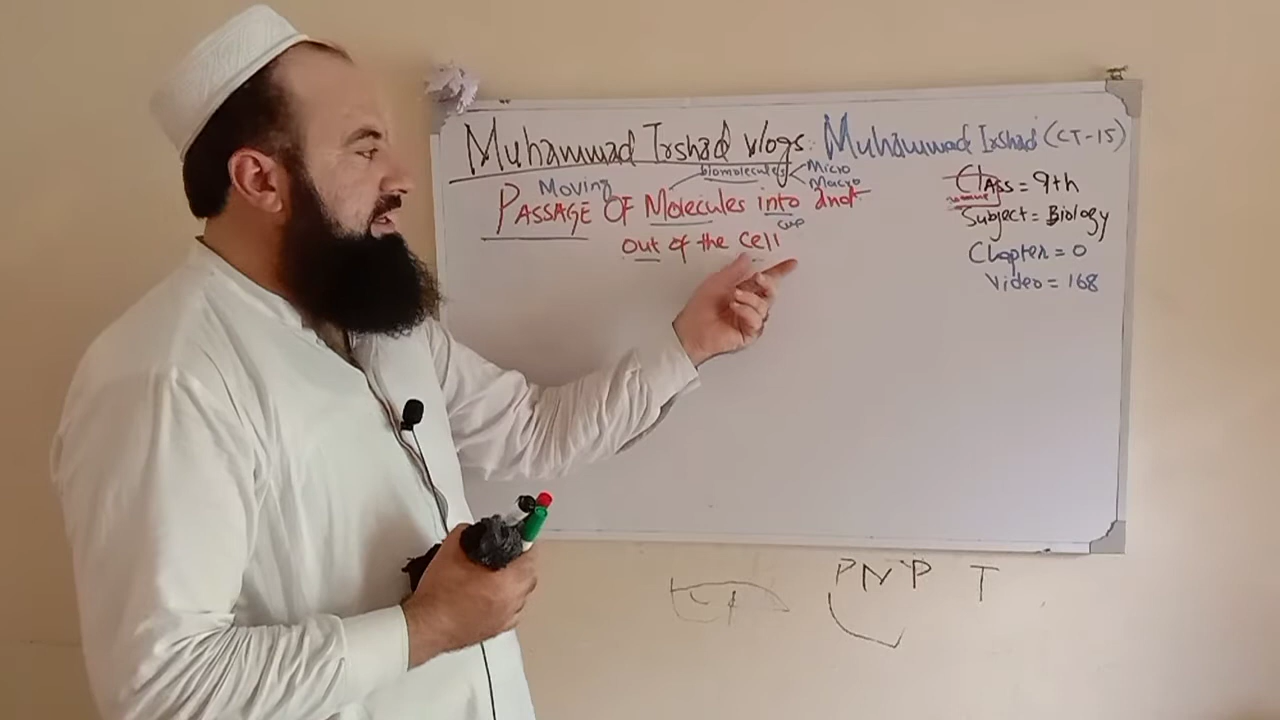 Muhammad Irshad vlogs. Muhammad Irshad (CT-15)
biomolecules Micro
Macro
Moving
PASSAGE OF Molecules into and
out of the cell
Class = 9th
Subject = Biology
Chapter = 0
Video = 168
P N P T